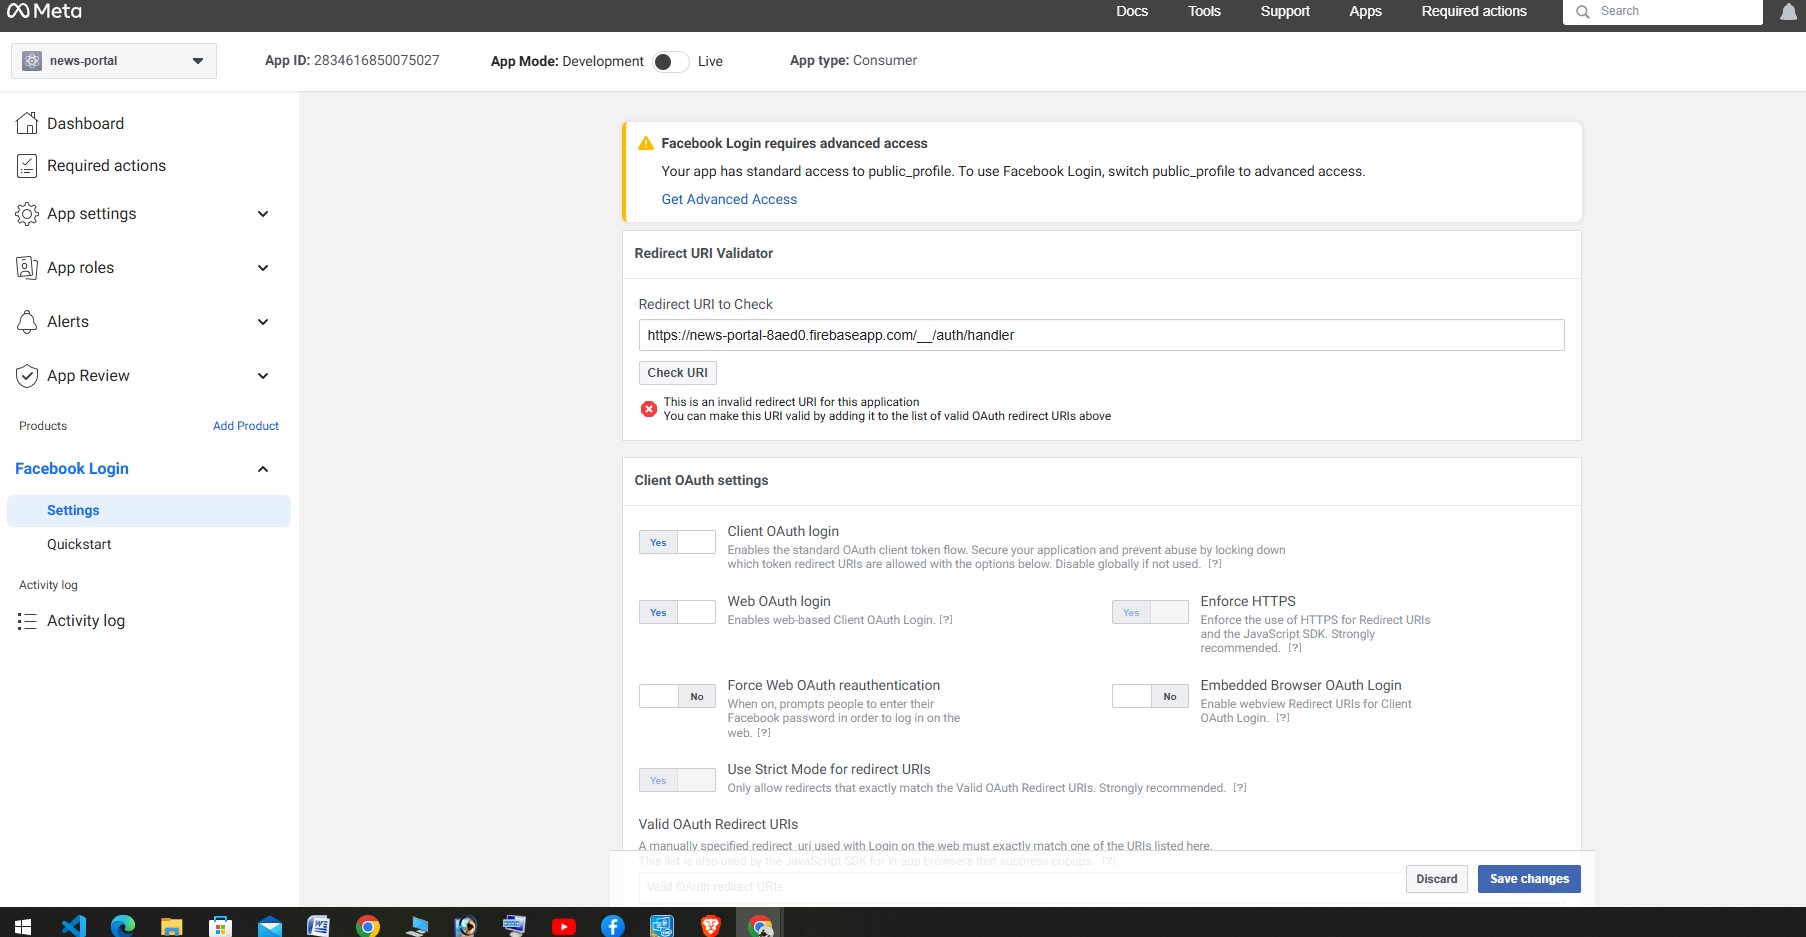 Meta
Docs
Tools
Support
Apps
Required actions
Search
news-portal
App ID: 2834616850075027
App Mode: Development
Live
App type: Consumer
Dashboard
Required actions
App settings
App roles
Alerts
App Review
Products
Add Product
Facebook Login
Settings
Quickstart
Activity log
Activity log
Facebook Login requires advanced access
Your app has standard access to public_profile. To use Facebook Login, switch public_profile to advanced access.
Get Advanced Access
Redirect URI Validator
Redirect URI to Check
https://news-portal-8aed0.firebaseapp.com/__/auth/handler
Check URI
This is an invalid redirect URI for this application
You can make this URI valid by adding it to the list of valid OAuth redirect URIs above
Client OAuth settings
Yes
Client OAuth login
Enables the standard OAuth client token flow. Secure your application and prevent abuse by locking down
which token redirect URIs are allowed with the options below. Disable globally if not used. [?]
Yes
Web OAuth login
Enables web-based Client OAuth Login. [?]
Yes
Enforce HTTPS
Enforce the use of HTTPS for Redirect URIs
and the JavaScript SDK. Strongly
recommended. [?]
No
Force Web OAuth reauthentication
When on, prompts people to enter their
Facebook password in order to log in on the
web. [?]
No
Embedded Browser OAuth Login
Enable webview Redirect URIs for Client
OAuth Login. [?]
Yes
Use Strict Mode for redirect URIs
Only allow redirects that exactly match the Valid OAuth Redirect URIs. Strongly recommended. [?]
Valid OAuth Redirect URIs
A manually specified redirect_uri used with Login on the web must exactly match one of the URIs listed here.
This list is also used by the JavaScript SDK for in-app browsers that suppress popups. [?]
Valid OAuth redirect URIs.
Discard
Save changes